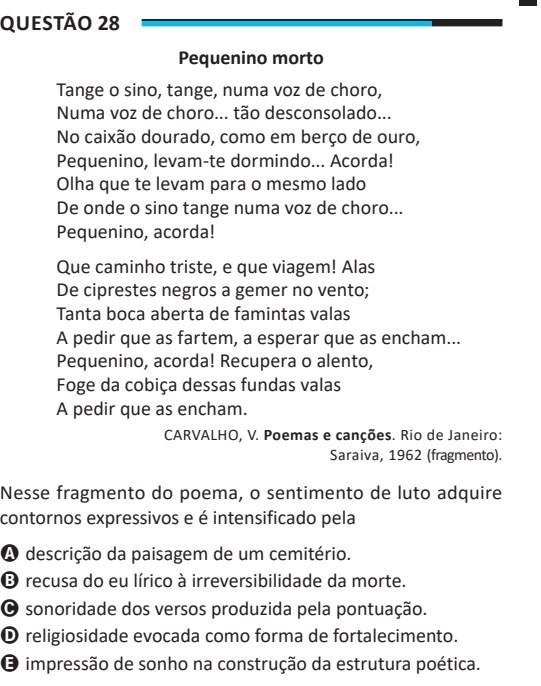 QUESTÃO 28
Pequenino morto
Tange o sino, tange, numa voz de choro,
Numa voz de choro... tão desconsolado...
No caixão dourado, como em berço de ouro,
Pequenino, levam-te dormindo... Acorda!
Olha que te levam para o mesmo lado
De onde o sino tange numa voz de choro...
Pequenino, acorda!
Que caminho triste, e que viagem! Alas
De ciprestes negros a gemer no vento;
Tanta boca aberta de famintas valas
A pedir que as fartem, a esperar que as encham...
Pequenino, acorda! Recupera o alento,
Foge da cobiça dessas fundas valas
A pedir que as encham.
CARVALHO, V. Poemas e canções. Rio de Janeiro:
Saraiva, 1962 (fragmento).
Nesse fragmento do poema, o sentimento de luto adquire
contornos expressivos e é intensificado pela
A descrição da paisagem de um cemitério.
B recusa do eu lírico à irreversibilidade da morte.
C sonoridade dos versos produzida pela pontuação.
D religiosidade evocada como forma de fortalecimento.
E impressão de sonho na construção da estrutura poética.